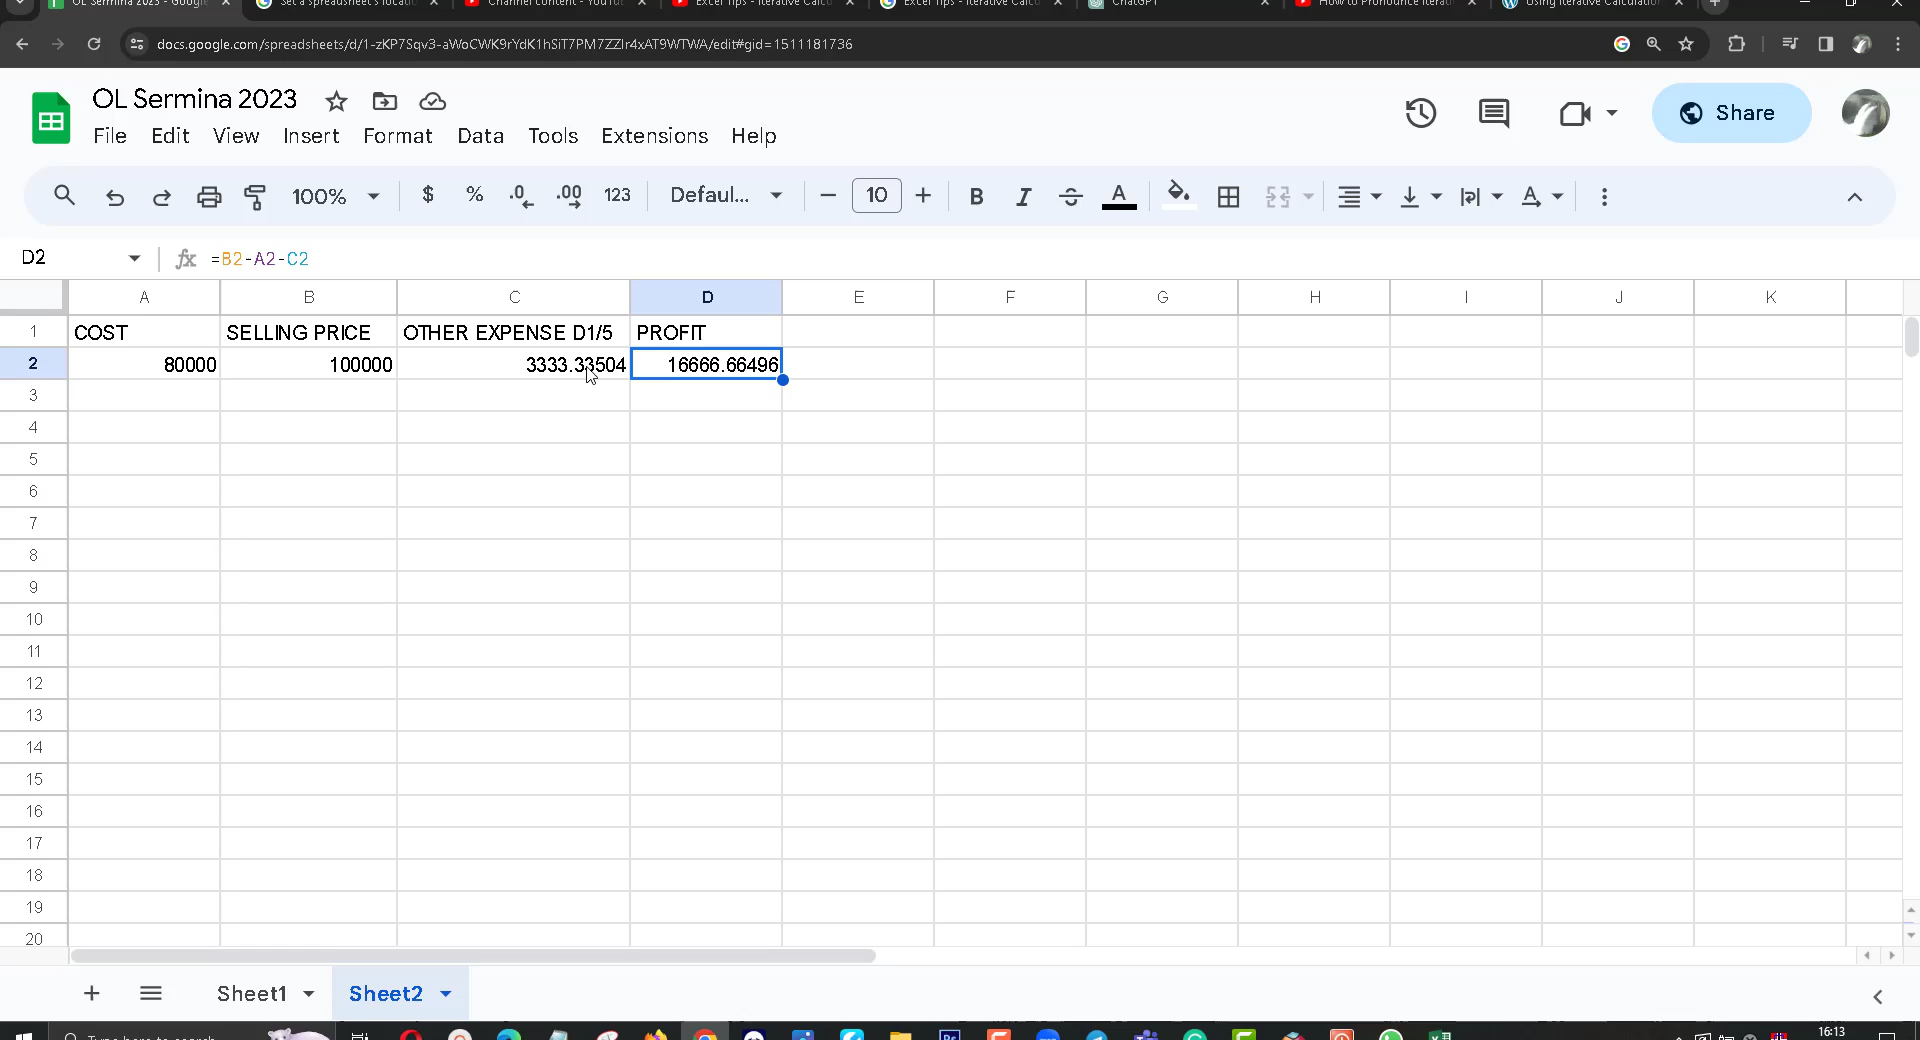 docs.google.com/spreadsheets/d/1-zKP7Sqv3-aWoCWK9rYdK1hSiT7PM7ZZIr4xAT9WTWA/edit#gid=1511181736
OL Sermina 2023
File Edit View Insert Format Data Tools Extensions Help
Share
100% $ % .0 .00 123 Defaul... 10 B I A A
D2 fx =B2-A2-C2
A B C D E F G H I J K
1 COST SELLING PRICE OTHER EXPENSE D1/5 PROFIT
2 80000 100000 3333.33504 16666.66496
3
4
5
6
7
8
9
10
11
12
13
14
15
16
17
18
19
20
Sheet1 Sheet2
16:13